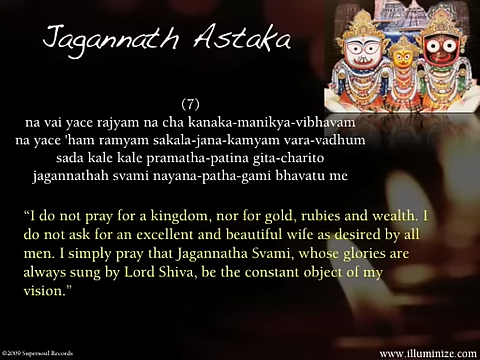 Jagannath Astaka
(7)
na vai yace rajyam na cha kanaka-manikya-vibhavam
na yace 'ham ramyam sakala-jana-kamyam vara-vadhum
sada kale kale pramatha-patina gita-charito
jagannathah svami nayana-patha-gami bhavatu me
“I do not pray for a kingdom, nor for gold, rubies and wealth. I
do not ask for an excellent and beautiful wife as desired by all
men. I simply pray that Jagannatha Svami, whose glories are
always sung by Lord Shiva, be the constant object of my
vision.”
©2009 Supersoul Records
www.illuminize.com